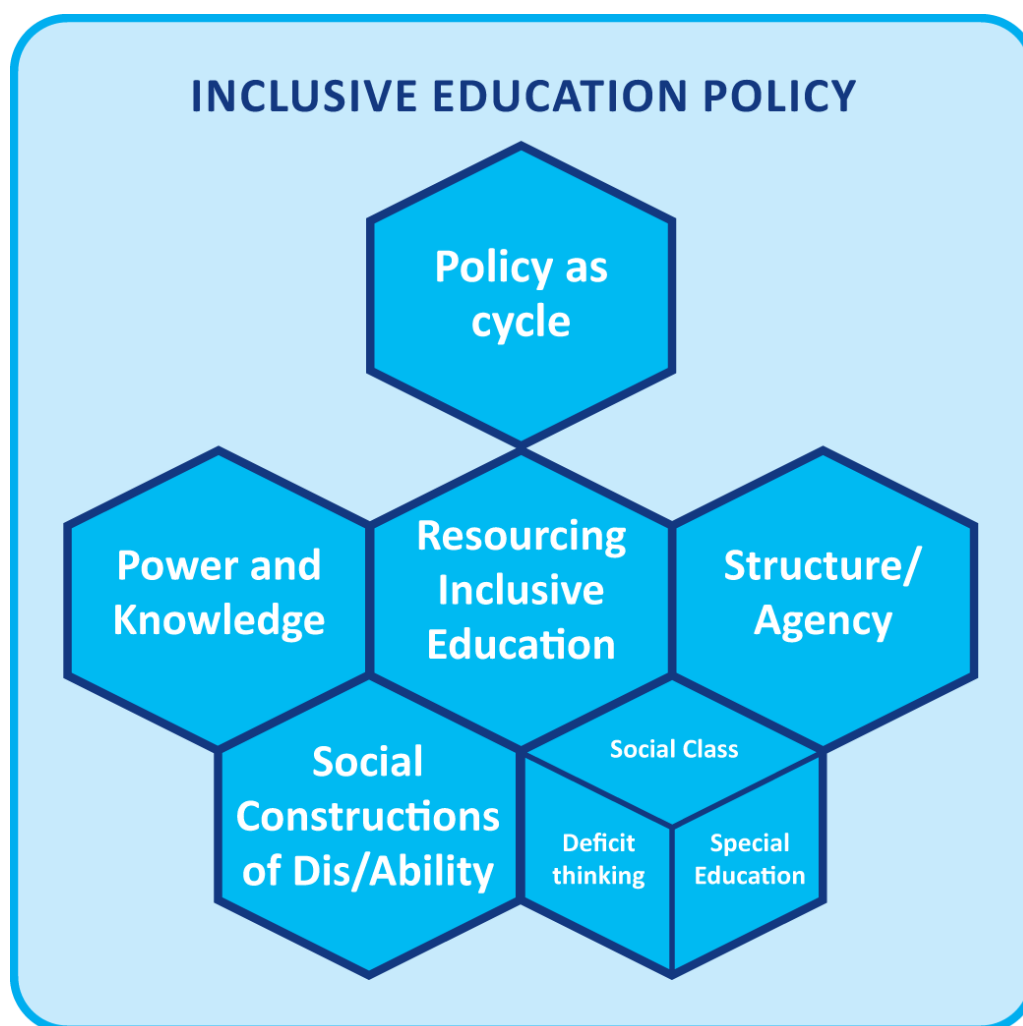 INCLUSIVE EDUCATION POLICY
Policy as
cycle
Power and
Knowledge
Resourcing
Inclusive
Education
Structure/
Agency
Social
Constructions
of Dis/Ability
Social Class
Deficit
thinking
Special
Education